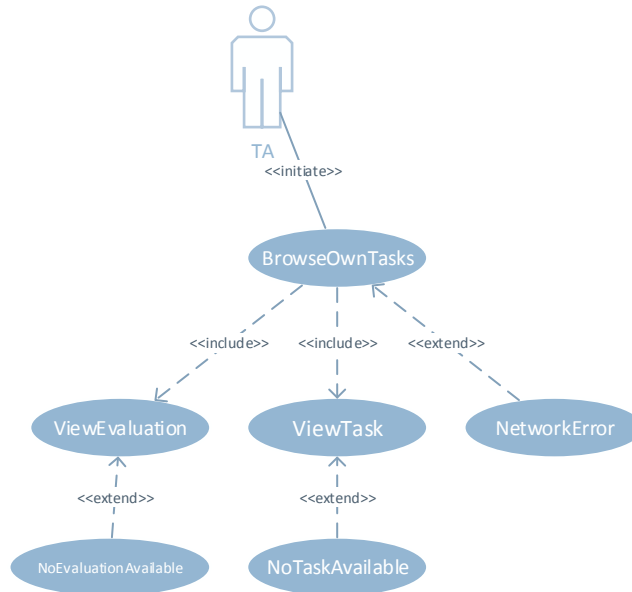 TA
<<initiate>>
BrowseOwnTasks
<<include>>
<<include>>
<<extend>>
ViewEvaluation
ViewTask
NetworkError
<<extend>>
<<extend>>
NoEvaluationAvailable
NoTaskAvailable